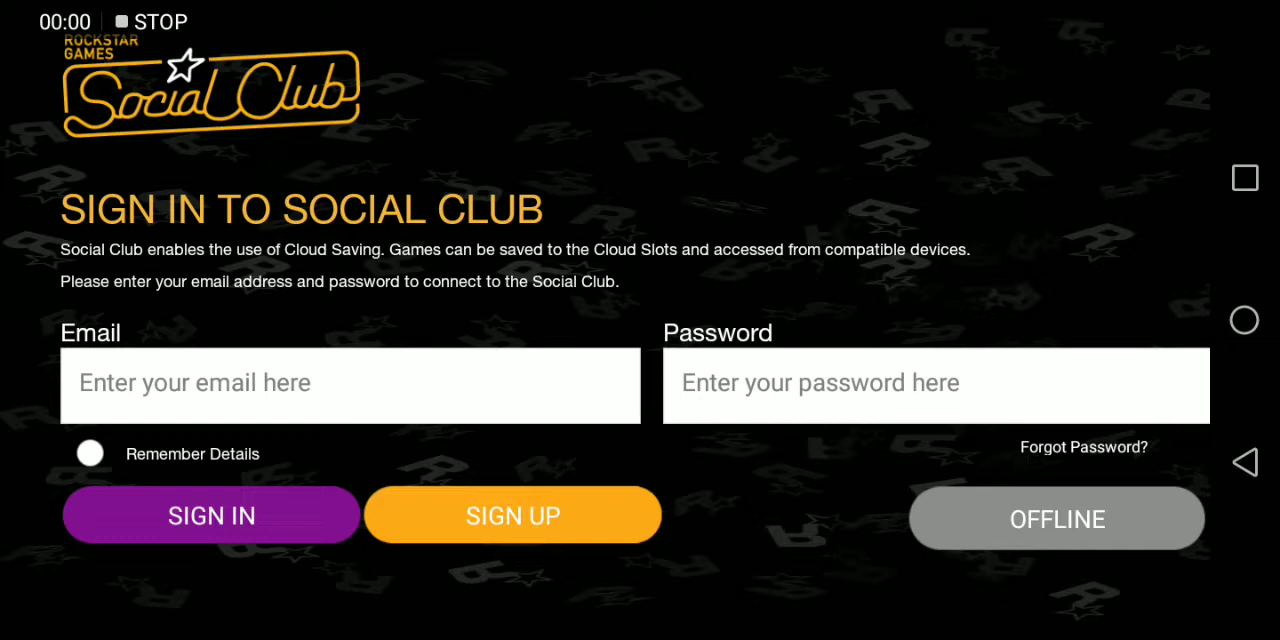 00:00 STOP
ROCKSTAR
GAMES
Social Club
SIGN IN TO SOCIAL CLUB
Social Club enables the use of Cloud Saving. Games can be saved to the Cloud Slots and accessed from compatible devices.
Please enter your email address and password to connect to the Social Club.
Email Password
Enter your email here Enter your password here
Remember Details Forgot Password?
SIGN IN SIGN UP OFFLINE